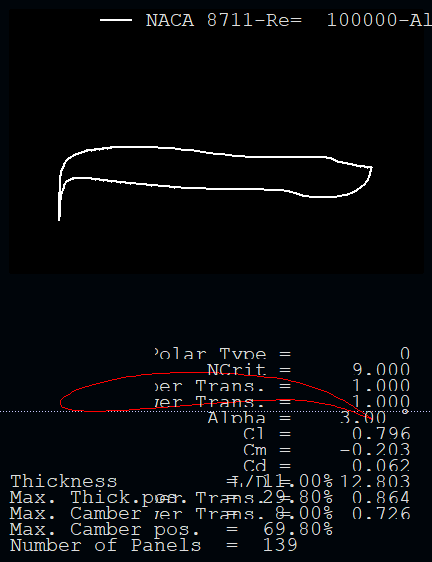 NACA 8711-Re=  100000-Al
Polar Type =  0
NCrit =  9.000
per Trans. =  1.000
wer Trans. =  1.000
Alpha =  3.00 °
Cl =  0.796
Cm =  -0.203
Cd =  0.062
L/D =  12.803
Thickness  =  11.00%
Max. Thick.pos.  =  29.80%
per Trans. =  0.864
Max. Camber  =  8.00%
wer Trans. =  0.726
Max. Camber pos.  =  69.80%
Number of Panels  =  139